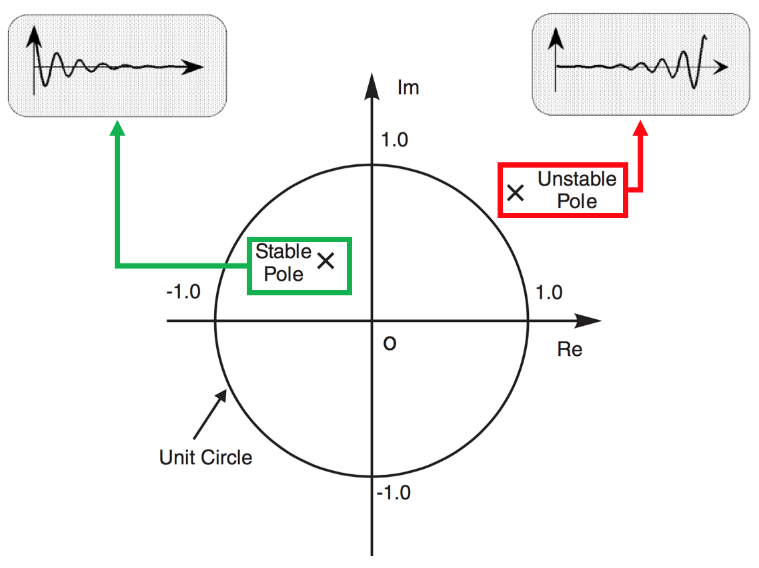 Im
1.0
Unstable
Pole
Stable
Pole
-1.0
1.0
O
Re
Unit Circle
-1.0